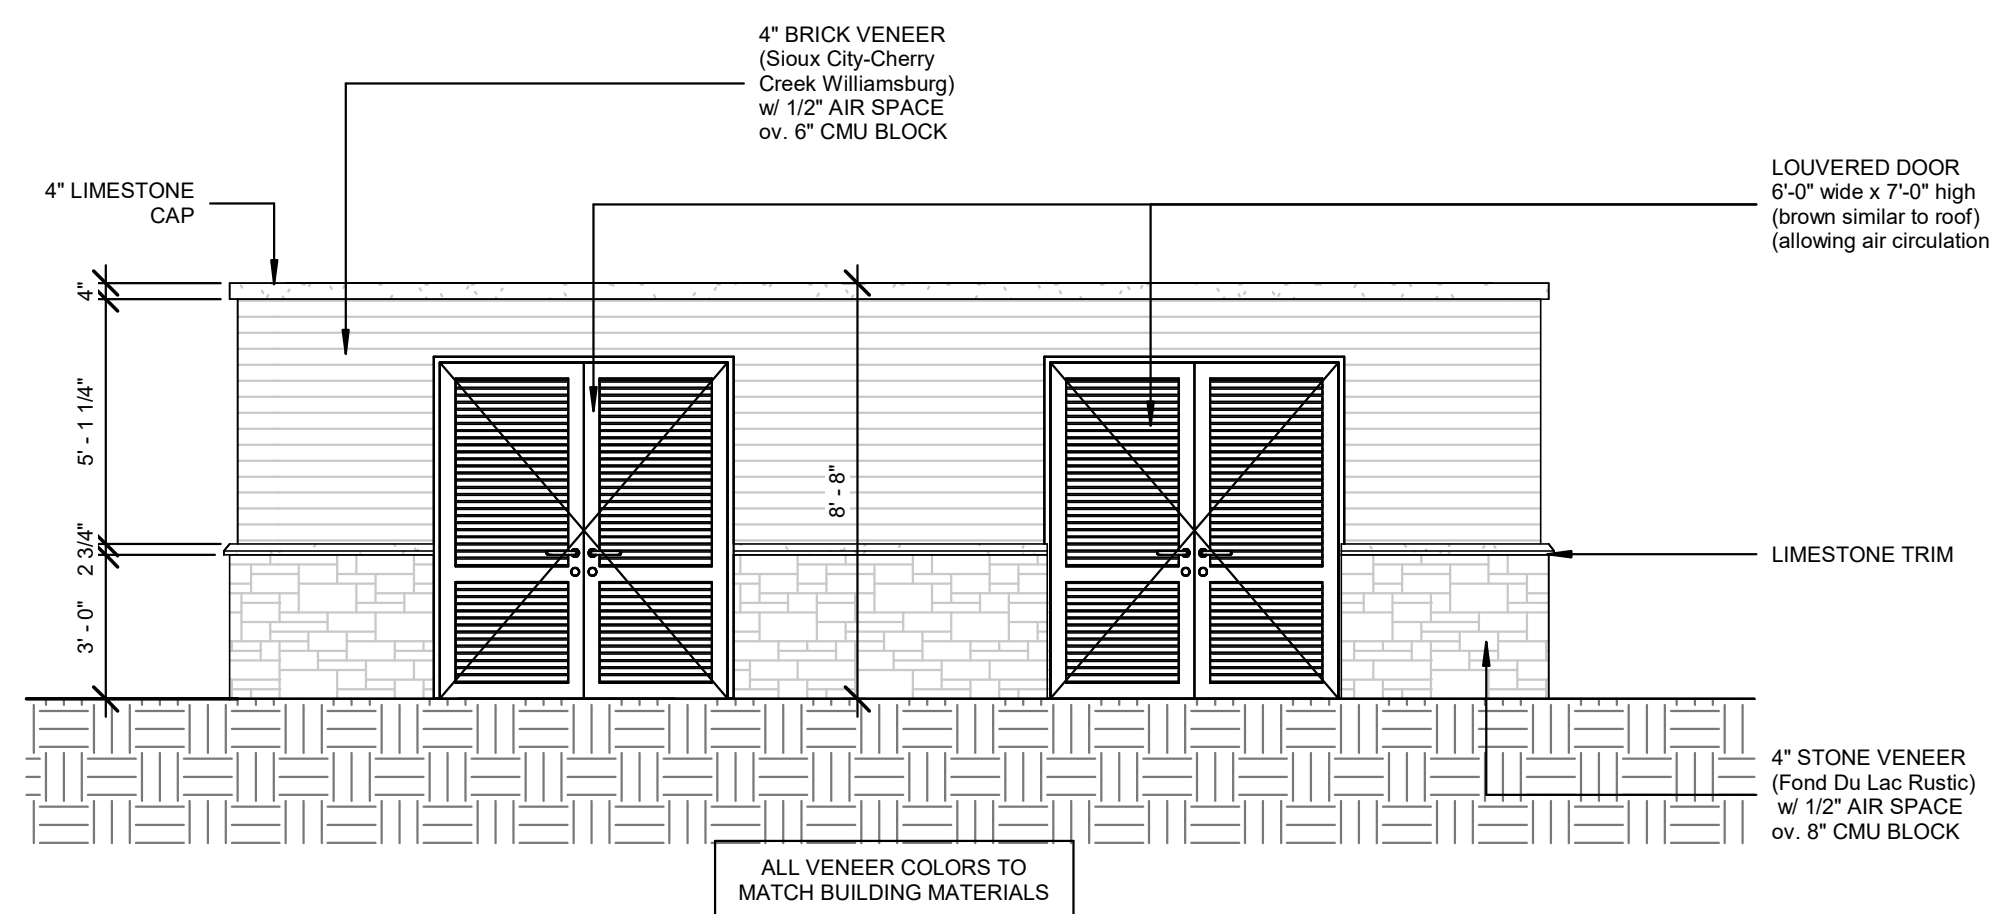 4" BRICK VENEER
(Sioux City-Cherry
Creek Williamsburg)
w/ 1/2" AIR SPACE
ov. 6" CMU BLOCK
4" LIMESTONE
CAP
LOUVERED DOOR
6'-0" wide x 7'-0" high
(brown similar to roof)
(allowing air circulation
4"
5' - 1 1/4"
2 3/4"
3' - 0"
8' - 8"
LIMESTONE TRIM
4" STONE VENEER
(Fond Du Lac Rustic)
w/ 1/2" AIR SPACE
ov. 8" CMU BLOCK
ALL VENEER COLORS TO
MATCH BUILDING MATERIALS